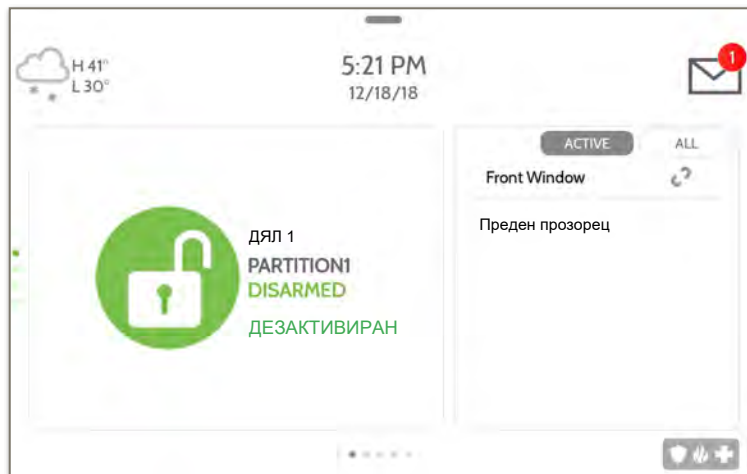 H 41°
L 30°
5:21 PM
12/18/18
1
ДЯЛ 1
PARTITION1
DISARMED
ДЕЗАКТИВИРАН
ACTIVE
ALL
Front Window
Преден прозорец